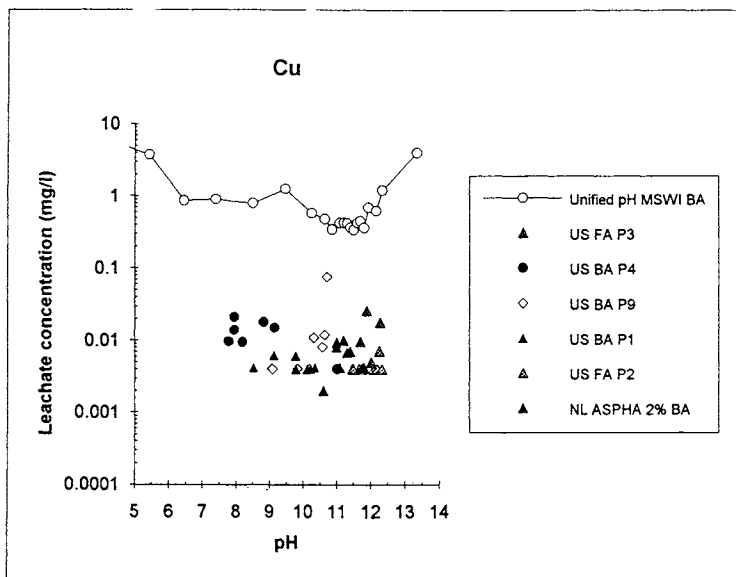 Cu
Leachate concentration (mg/l)
10
1
0.1
0.01
0.001
0.0001
5 6 7 8 9 10 11 12 13 14
pH
Unified pH MSWI BA
US FA P3
US BA P4
US BA P9
US BA P1
US FA P2
NL ASPHA 2% BA